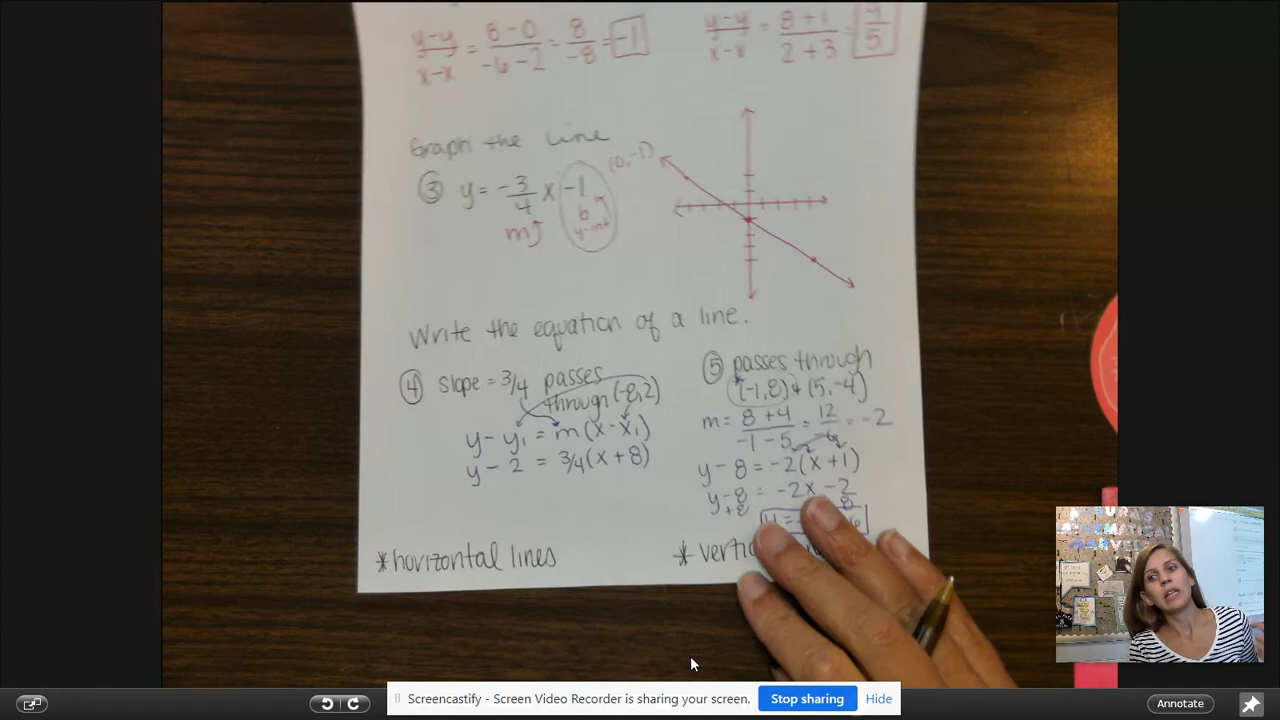 y-y/x-x = 8-0/-6-2 = 8/-8 = -1
y-y/x-x = 8+1/2+3 = 9/5
Graph the line
③ y = -3/4 x -1
(0,-1)
m
b
y-int
Write the equation of a line.
④ Slope = 3/4 passes
through (-8,2)
y - y₁ = m(x - x₁)
y - 2 = 3/4(x + 8)
⑤ passes through
(-1,8) + (5,-4)
m = 8+4/-1-5 = 12/-6 = -2
y - 8 = -2(x + 1)
y - 8 = -2x - 2
+8
8
y =
*horizontal lines
Screencastify - Screen Video Recorder is sharing your screen.
Stop sharing
Hide
Annotate